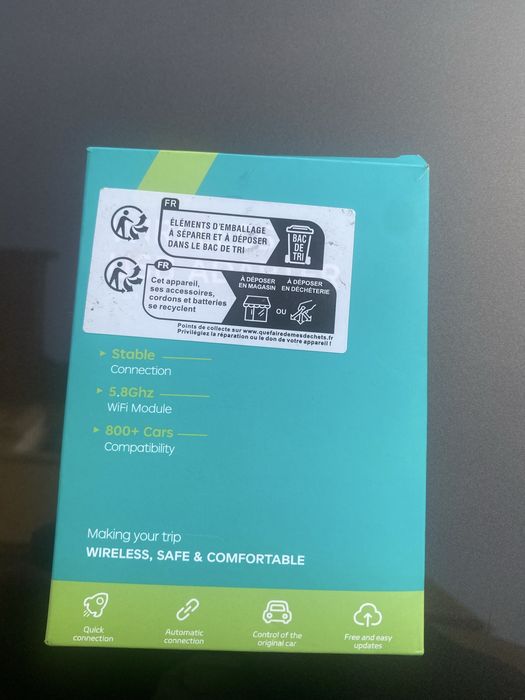 FR
ÉLÉMENTS D'EMBALLAGE
À SÉPARER ET À DÉPOSER
DANS LE BAC DE TRI
BAC
DE
TRI
FR
Cet appareil,
ses accessoires,
cordons et batteries
se recyclent
À DÉPOSER
EN MAGASIN
OU
À DÉPOSER
EN DÉCHÈTERIE
Points de collecte sur www.quefairedemesdechets.fr
Privilégiez la réparation ou le don de votre appareil !
Stable
Connection
5.8Ghz
WiFi Module
800+ Cars
Compatibility
Making your trip
WIRELESS, SAFE & COMFORTABLE
Quick
connection
Automatic
connection
Control of the
original car
Free and easy
updates